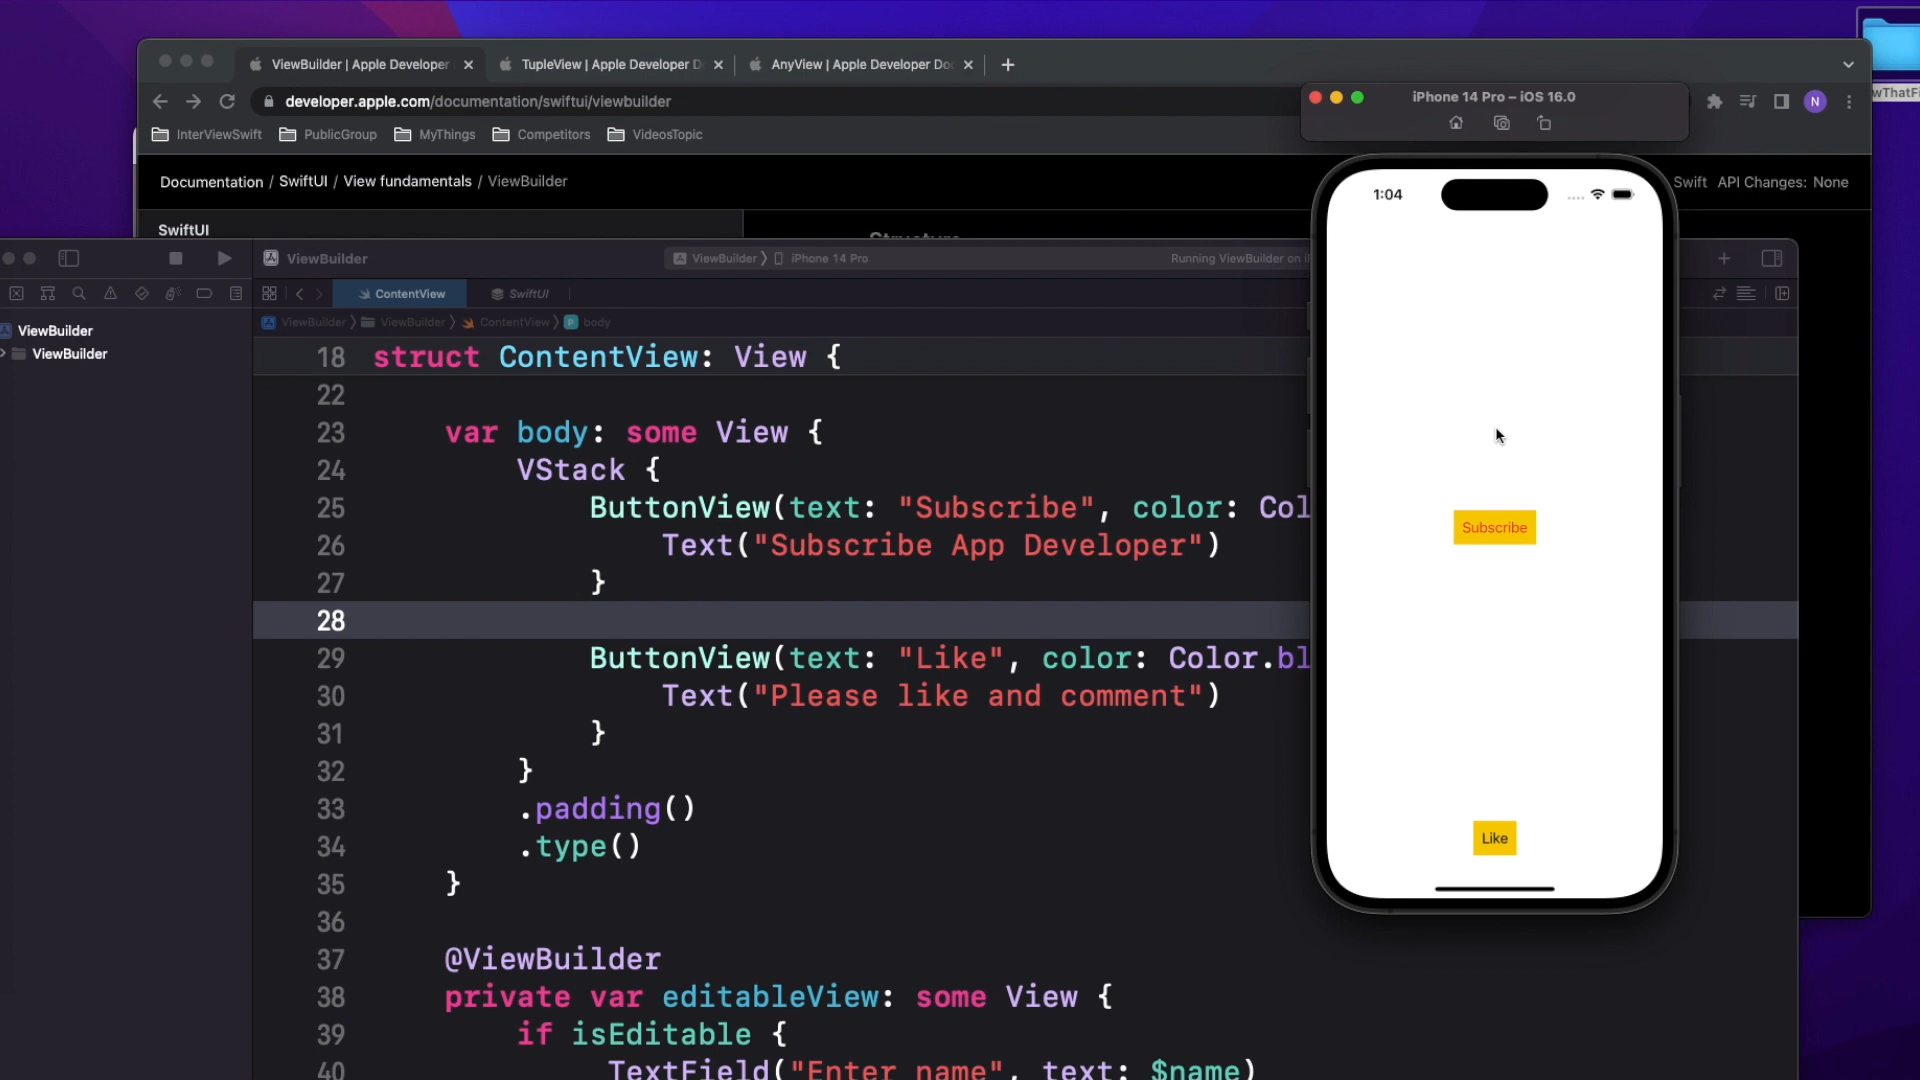 ViewBuilder | Apple Developer
TupleView | Apple Developer D
AnyView | Apple Developer Do
developer.apple.com/documentation/swiftui/viewbuilder
iPhone 14 Pro – iOS 16.0
N
wThatFi
InterViewSwift
PublicGroup
MyThings
Competitors
VideosTopic
Documentation / SwiftUI / View fundamentals / ViewBuilder
Swift API Changes: None
SwiftUI
1:04
ViewBuilder
ViewBuilder 〉 iPhone 14 Pro
Running ViewBuilder on i
ContentView
SwiftUI
ViewBuilder 〉 ViewBuilder 〉 ContentView 〉 body
ViewBuilder
ViewBuilder
18 struct ContentView: View {
22
23 var body: some View {
24 VStack {
25 ButtonView(text: "Subscribe", color: Col
26 Text("Subscribe App Developer")
27 }
28
29 ButtonView(text: "Like", color: Color.bl
30 Text("Please like and comment")
31 }
32 }
33 .padding()
34 .type()
35 }
36
37 @ViewBuilder
38 private var editableView: some View {
39 if isEditable {
40 TextField("Enter name", text: $name)
Subscribe
Like